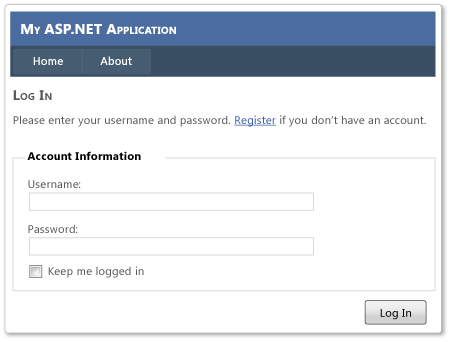 My ASP.NET Application
Home About
Log In
Please enter your username and password. Register if you don't have an account.
Account Information
Username:
Password:
Keep me logged in
Log In